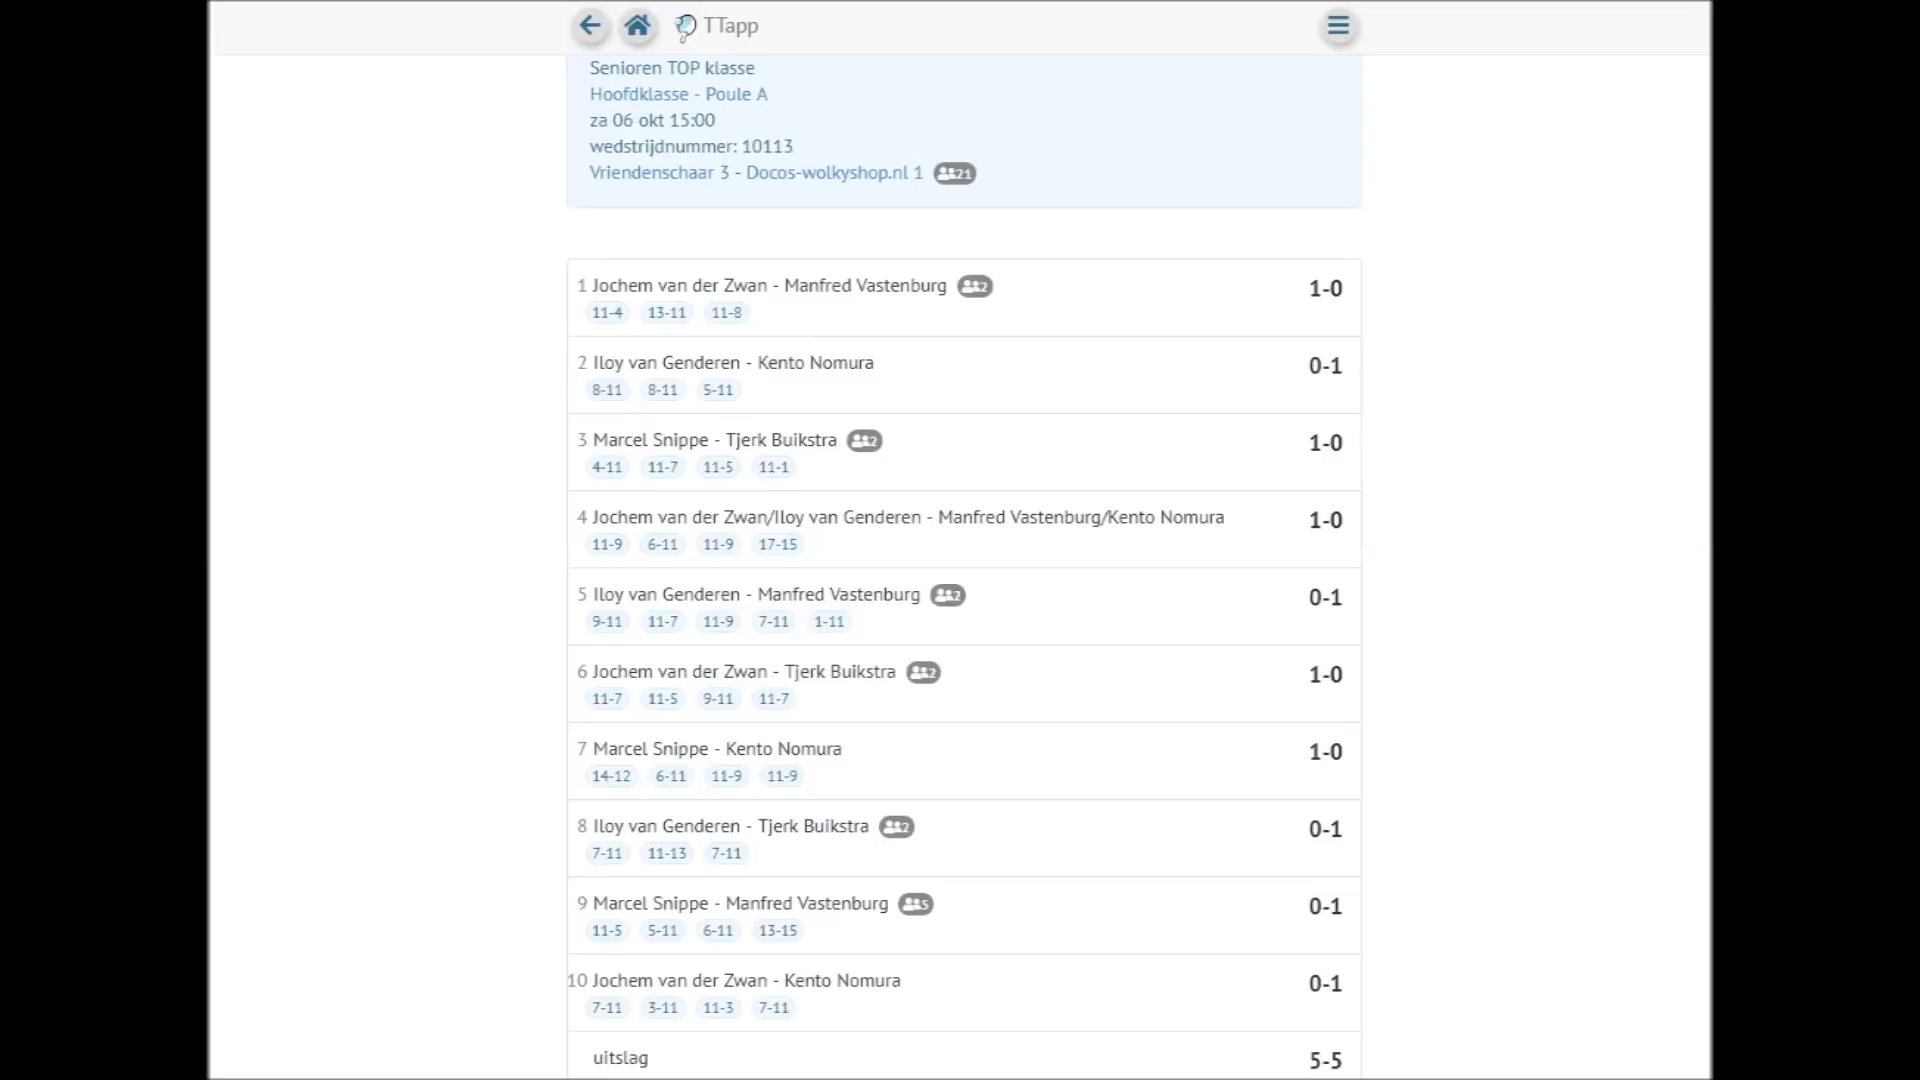 TTapp
Senioren TOP klasse
Hoofdklasse - Poule A
za 06 okt 15:00
wedstrijdnummer: 10113
Vriendenschaar 3 - Docos-wolkyshop.nl 1 21
1 Jochem van der Zwan - Manfred Vastenburg 2 1-0
11-4 13-11 11-8
2 Iloy van Genderen - Kento Nomura 0-1
8-11 8-11 5-11
3 Marcel Snippe - Tjerk Buikstra 2 1-0
4-11 11-7 11-5 11-1
4 Jochem van der Zwan/Iloy van Genderen - Manfred Vastenburg/Kento Nomura 1-0
11-9 6-11 11-9 17-15
5 Iloy van Genderen - Manfred Vastenburg 2 0-1
9-11 11-7 11-9 7-11 1-11
6 Jochem van der Zwan - Tjerk Buikstra 2 1-0
11-7 11-5 9-11 11-7
7 Marcel Snippe - Kento Nomura 1-0
14-12 6-11 11-9 11-9
8 Iloy van Genderen - Tjerk Buikstra 2 0-1
7-11 11-13 7-11
9 Marcel Snippe - Manfred Vastenburg 5 0-1
11-5 5-11 6-11 13-15
10 Jochem van der Zwan - Kento Nomura 0-1
7-11 3-11 11-3 7-11
uitslag 5-5